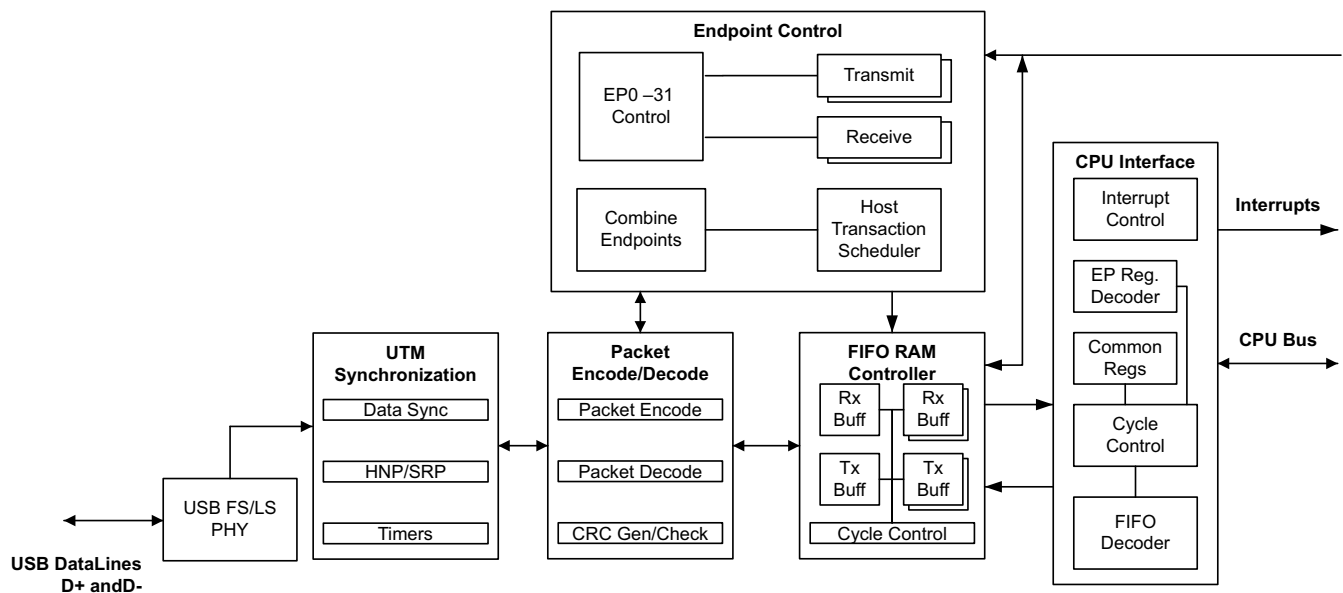 Endpoint Control
EP0 –31
Control
Transmit
Receive
Combine
Endpoints
Host
Transaction
Scheduler
CPU Interface
Interrupt
Control
EP Reg.
Decoder
Common
Regs
Cycle
Control
FIFO
Decoder
Interrupts
CPU Bus
UTM
Synchronization
Data Sync
HNP/SRP
Timers
Packet
Encode/Decode
Packet Encode
Packet Decode
CRC Gen/Check
FIFO RAM
Controller
Rx
Buff
Rx
Buff
Tx
Buff
Tx
Buff
Cycle Control
USB FS/LS
PHY
USB DataLines
D+ andD-